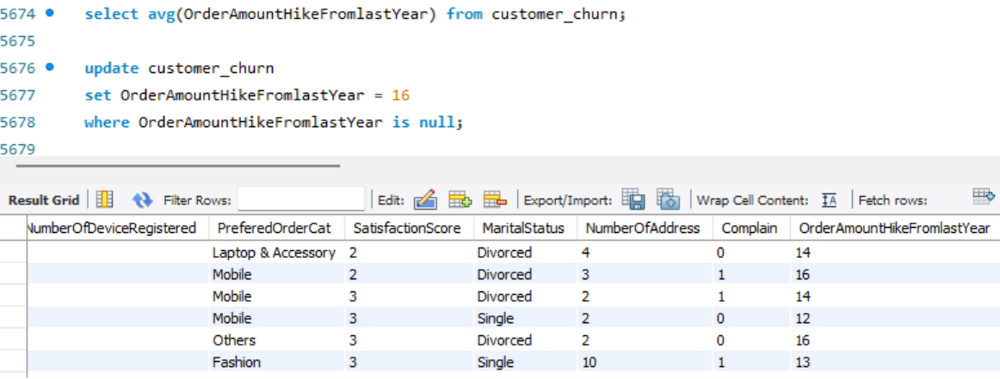 5674 select avg(OrderAmountHikeFromlastYear) from customer_churn;
5675
5676 update customer_churn
5677 set OrderAmountHikeFromlastYear = 16
5678 where OrderAmountHikeFromlastYear is null;
5679
Result Grid Filter Rows: Edit: Export/Import: Wrap Cell Content: Fetch rows:
NumberOfDeviceRegistered PreferedOrderCat SatisfactionScore MaritalStatus NumberOfAddress Complain OrderAmountHikeFromlastYear
Laptop & Accessory 2 Divorced 4 0 14
Mobile 2 Divorced 3 1 16
Mobile 3 Divorced 2 1 14
Mobile 3 Single 2 0 12
Others 3 Divorced 2 0 16
Fashion 3 Single 10 1 13